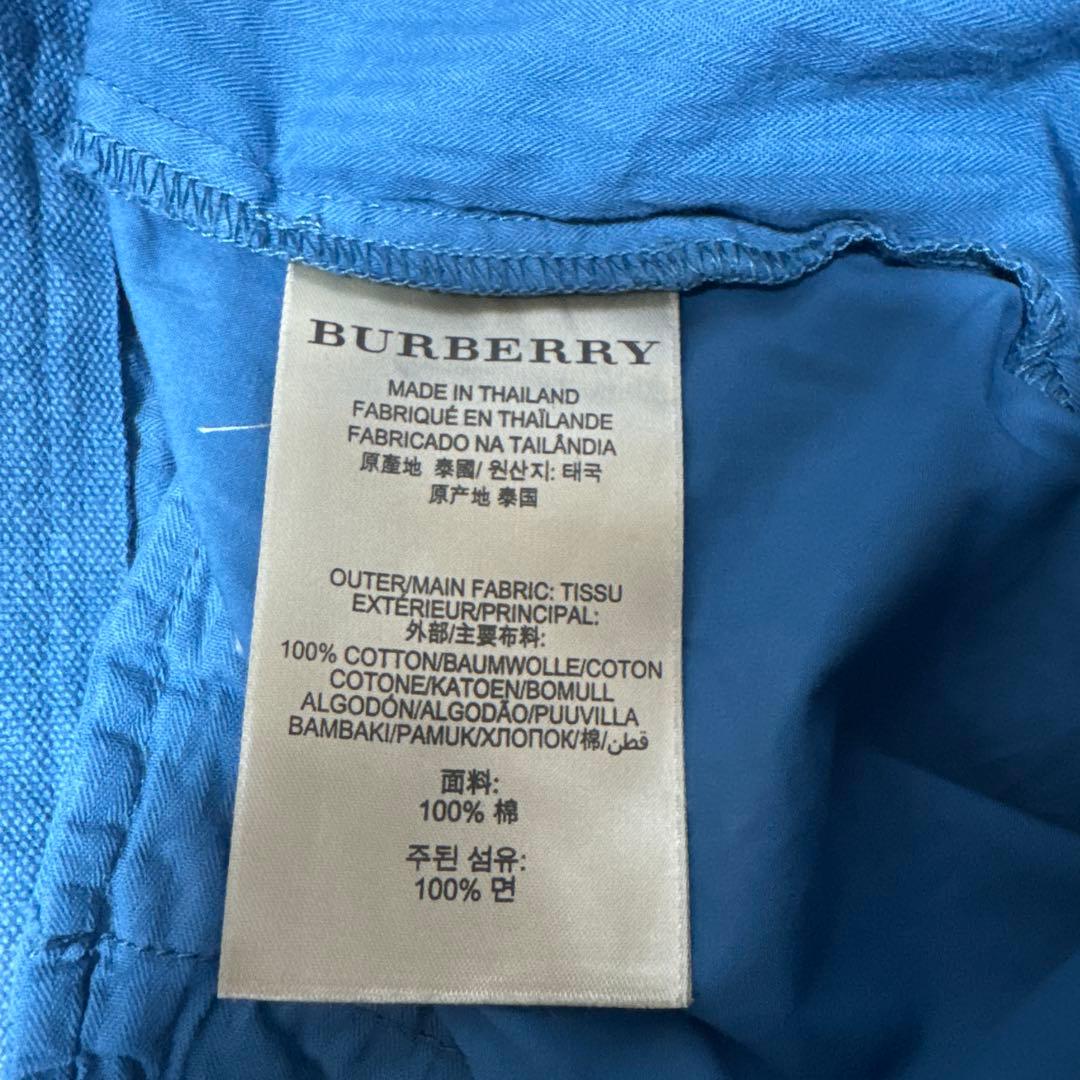 BURBERRY
MADE IN THAILAND
FABRIQUÉ EN THAÏLANDE
FABRICADO NA TAILÂNDIA
原產地 泰國/ 원산지: 태국
原产地 泰国
OUTER/MAIN FABRIC: TISSU
EXTÉRIEUR/PRINCIPAL:
外部/主要布料:
100% COTTON/BAUMWOLLE/COTON
COTONE/KATOEN/BOMULL
ALGODÓN/ALGODÃO/PUUVILLA
BAMBAKI/PAMUK/ХЛОПОК/棉/قطن
面料:
100% 棉
주된 섬유:
100% 면